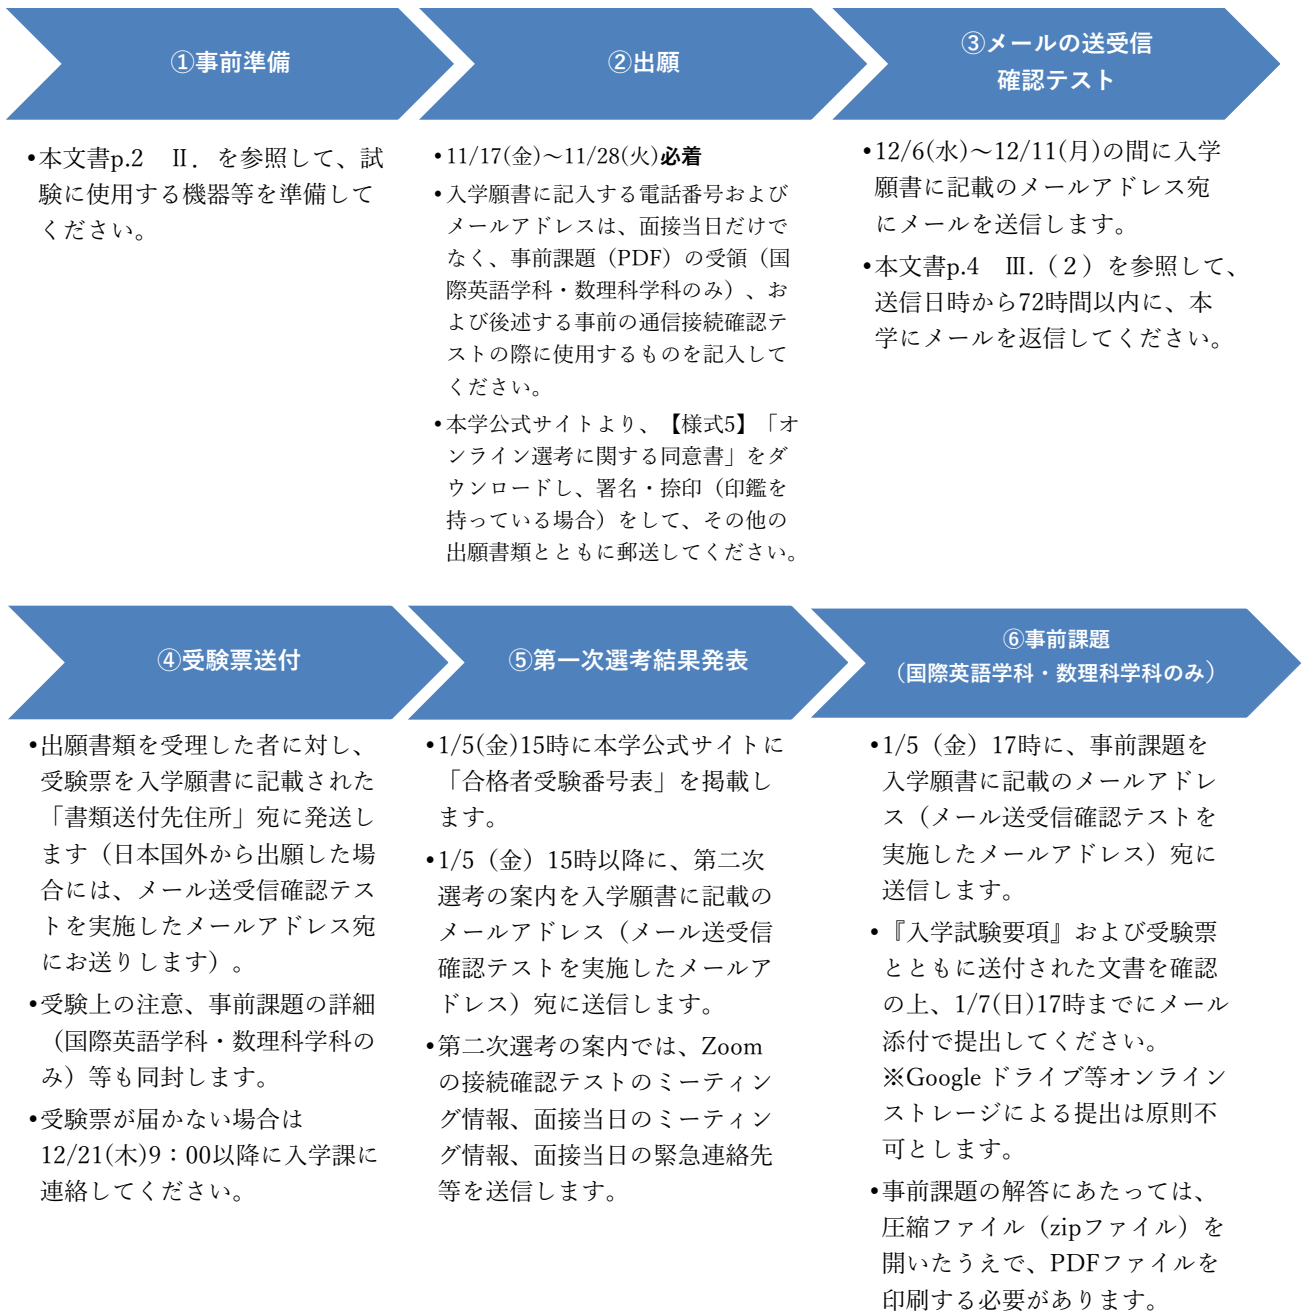 ①事前準備
•本文書p.2　Ⅱ．を参照して、試
験に使用する機器等を準備して
ください。
②出願
•11/17(金)～11/28(火)必着
•入学願書に記入する電話番号および
メールアドレスは、面接当日だけで
なく、事前課題（PDF）の受領（国
際英語学科・数理科学科のみ）、お
よび後述する事前の通信接続確認テ
ストの際に使用するものを記入して
ください。
•本学公式サイトより、【様式5】「オ
ンライン選考に関する同意書」をダ
ウンロードし、署名・捺印（印鑑を
持っている場合）をして、その他の
出願書類とともに郵送してください。
③メールの送受信
確認テスト
•12/6(水)～12/11(月)の間に入学
願書に記載のメールアドレス宛
にメールを送信します。
•本文書p.4　Ⅲ.（２）を参照して、
送信日時から72時間以内に、本
学にメールを返信してください。
④受験票送付
•出願書類を受理した者に対し、
受験票を入学願書に記載された
「書類送付先住所」宛に発送し
ます（日本国外から出願した場
合には、メール送受信確認テス
トを実施したメールアドレス宛
にお送りします）。
•受験上の注意、事前課題の詳細
（国際英語学科・数理科学科の
み）等も同封します。
•受験票が届かない場合は
12/21(木)9：00以降に入学課に
連絡してください。
⑤第一次選考結果発表
•1/5(金)15時に本学公式サイトに
「合格者受験番号表」を掲載し
ます。
•1/5（金）15時以降に、第二次
選考の案内を入学願書に記載の
メールアドレス（メール送受信
確認テストを実施したメールア
ドレス）宛に送信します。
•第二次選考の案内では、Zoom
の接続確認テストのミーティン
グ情報、面接当日のミーティン
グ情報、面接当日の緊急連絡先
等を送信します。
⑥事前課題
（国際英語学科・数理科学科のみ）
•1/5（金）17時に、事前課題を
入学願書に記載のメールアドレ
ス（メール送受信確認テストを
実施したメールアドレス）宛に
送信します。
•『入学試験要項』および受験票
とともに送付された文書を確認
の上、1/7(日)17時までにメール
添付で提出してください。
※Google ドライブ等オンライン
ストレージによる提出は原則不
可とします。
•事前課題の解答にあたっては、
圧縮ファイル（zipファイル）を
開いたうえで、PDFファイルを
印刷する必要があります。